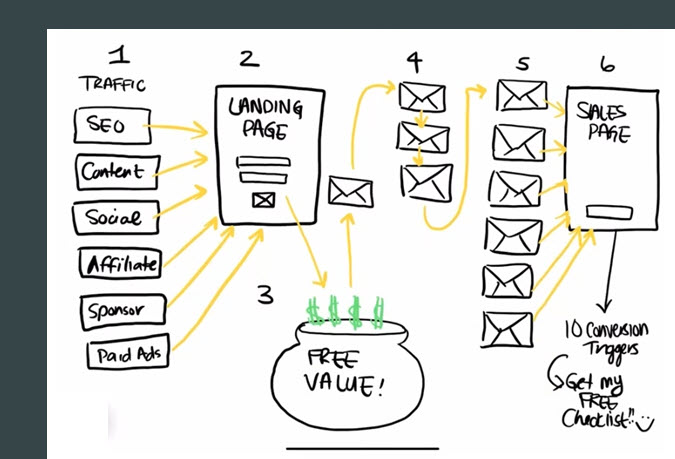 1
TRAFFIC
SEO
Content
Social
Affiliate
Sponsor
Paid Ads
2
LANDING
PAGE
3
$ $ $ $
FREE
VALUE!
4
5
6
SALES
PAGE
10 Conversion
Triggers
Get my
FREE
Checklist!!